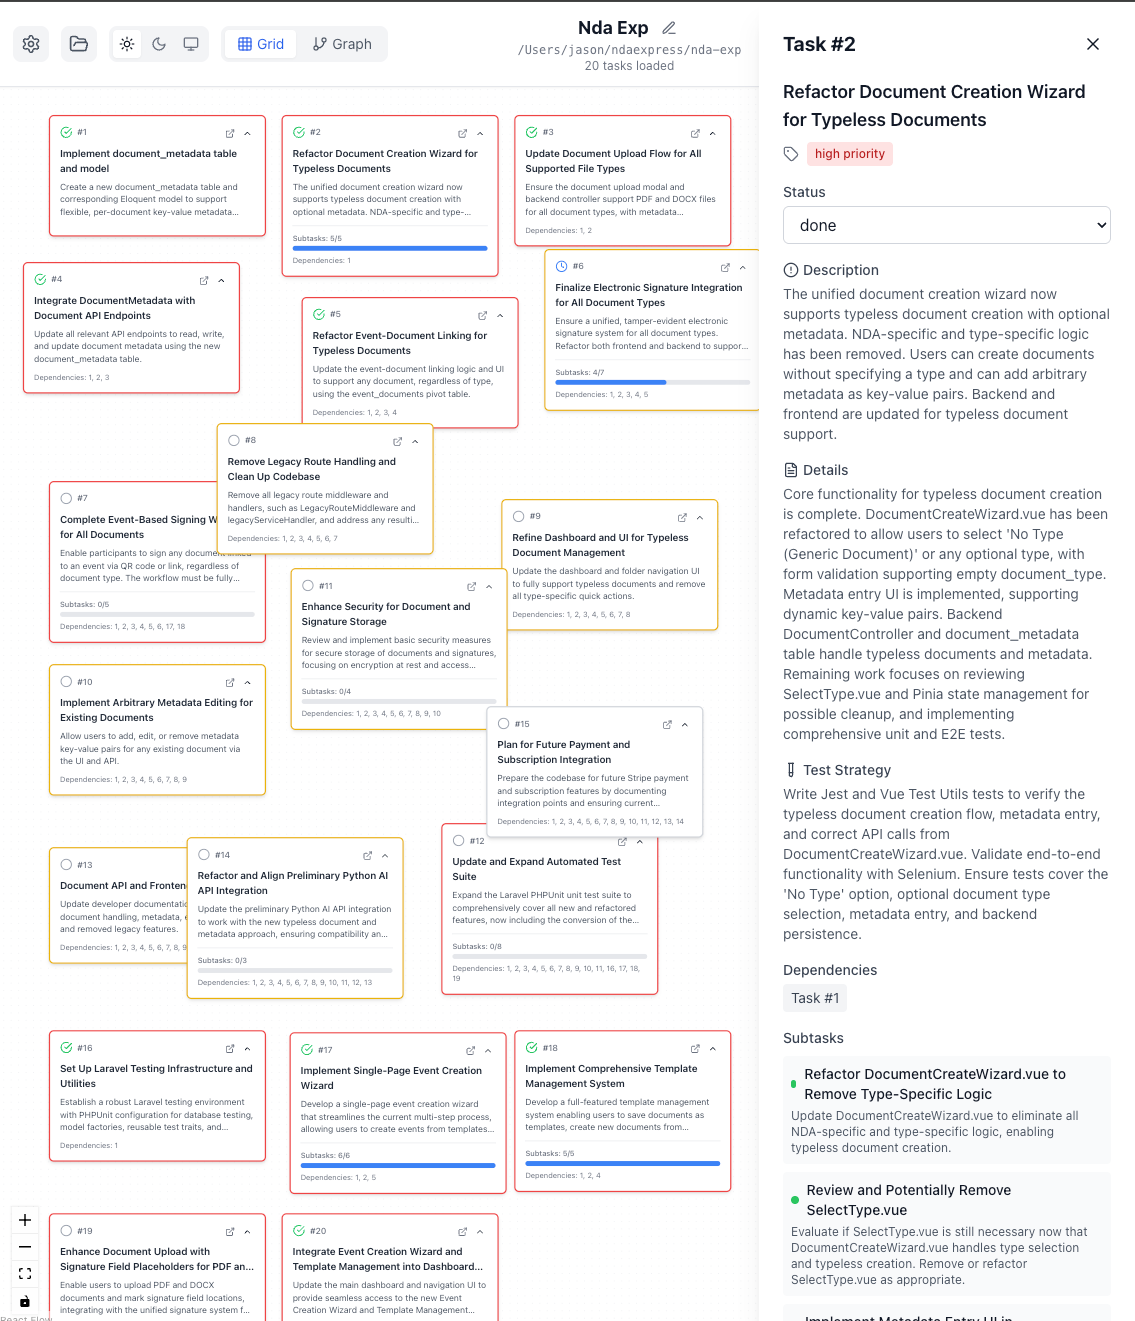 Grid
Graph
Nda Exp
/Users/jason/ndaexpress/nda-exp
20 tasks loaded
#1
Implement document_metadata table
and model
Create a new document_metadata table and
corresponding Eloquent model to support
flexible, per-document key-value metadata...
#2
Refactor Document Creation Wizard for
Typeless Documents
The unified document creation wizard now
supports typeless document creation with
optional metadata. NDA-specific and type-...
Subtasks: 5/5
Dependencies: 1
#3
Update Document Upload Flow for All
Supported File Types
Ensure the document upload modal and
backend controller support PDF and DOCX files
for all document types, with metadata...
Dependencies: 1, 2
#4
Integrate DocumentMetadata with
Document API Endpoints
Update all relevant API endpoints to read, write,
and update document metadata using the new
document_metadata table.
Dependencies: 1, 2, 3
#5
Refactor Event-Document Linking for
Typeless Documents
Update the event-document linking logic and UI
to support any document, regardless of type,
using the event_documents pivot table.
Dependencies: 1, 2, 3, 4
#6
Finalize Electronic Signature Integration
for All Document Types
Ensure a unified, tamper-evident electronic
signature system for all document types.
Refactor both frontend and backend to suppor...
Subtasks: 4/7
Dependencies: 1, 2, 3, 4, 5
#8
Remove Legacy Route Handling and
Clean Up Codebase
Remove all legacy route middleware and
handlers, such as LegacyRouteMiddleware and
legacyServiceHandler, and address any resulti...
Dependencies: 1, 2, 3, 4, 5, 6, 7
#7
Complete Event-Based Signing W
for All Documents
Enable participants to sign any document linked
to an event via QR code or link, regardless of
document type. The workflow must be fully...
Subtasks: 0/5
Dependencies: 1, 2, 3, 4, 5, 6, 17, 18
#9
Refine Dashboard and UI for Typeless
Document Management
Update the dashboard and folder navigation UI
to fully support typeless documents and remove
all type-specific quick actions.
Dependencies: 1, 2, 3, 4, 5, 6, 7, 8
#11
Enhance Security for Document and
Signature Storage
Review and implement basic security measures
for secure storage of documents and signatures,
focusing on encryption at rest and access...
Subtasks: 0/4
Dependencies: 1, 2, 3, 4, 5, 6, 7, 8, 9, 10
#10
Implement Arbitrary Metadata Editing for
Existing Documents
Allow users to add, edit, or remove metadata
key-value pairs for any existing document via
the UI and API.
Dependencies: 1, 2, 3, 4, 5, 6, 7, 8, 9
#15
Plan for Future Payment and
Subscription Integration
Prepare the codebase for future Stripe payment
and subscription features by documenting
integration points and ensuring current...
Dependencies: 1, 2, 3, 4, 5, 6, 7, 8, 9, 10, 11, 12, 13, 14
#13
Document API and Fronten
Update developer documentatic
document handling, metadata, e
and removed legacy features.
Dependencies: 1, 2, 3, 4, 5, 6, 7, 8, 9
#14
Refactor and Align Preliminary Python AI
API Integration
Update the preliminary Python AI API integration
to work with the new typeless document and
metadata approach, ensuring compatibility an...
Subtasks: 0/3
Dependencies: 1, 2, 3, 4, 5, 6, 7, 8, 9, 10, 11, 12, 13
#12
Update and Expand Automated Test
Suite
Expand the Laravel PHPUnit unit test suite to
comprehensively cover all new and refactored
features, now including the conversion of the...
Subtasks: 0/8
Dependencies: 1, 2, 3, 4, 5, 6, 7, 8, 9, 10, 11, 16, 17, 18,
19
#16
Set Up Laravel Testing Infrastructure and
Utilities
Establish a robust Laravel testing environment
with PHPUnit configuration for database testing,
model factories, reusable test traits, and...
Dependencies: 1
#17
Implement Single-Page Event Creation
Wizard
Develop a single-page event creation wizard
that streamlines the current multi-step process,
allowing users to create events from templates...
Subtasks: 6/6
Dependencies: 1, 2, 5
#18
Implement Comprehensive Template
Management System
Develop a full-featured template management
system enabling users to save documents as
templates, create new documents from...
Subtasks: 5/5
Dependencies: 1, 2, 4
#19
Enhance Document Upload with
Signature Field Placeholders for PDF an...
Enable users to upload PDF and DOCX
documents and mark signature field locations,
integrating with the unified signature system f...
#20
Integrate Event Creation Wizard and
Template Management into Dashboard...
Update the main dashboard and navigation UI to
provide seamless access to the new Event
Creation Wizard and Template Management...
React Flow
Task #2
Refactor Document Creation Wizard
for Typeless Documents
high priority
Status
done
Description
The unified document creation wizard now
supports typeless document creation with optional
metadata. NDA-specific and type-specific logic
has been removed. Users can create documents
without specifying a type and can add arbitrary
metadata as key-value pairs. Backend and
frontend are updated for typeless document
support.
Details
Core functionality for typeless document creation
is complete. DocumentCreateWizard.vue has been
refactored to allow users to select 'No Type
(Generic Document)' or any optional type, with
form validation supporting empty document_type.
Metadata entry UI is implemented, supporting
dynamic key-value pairs. Backend
DocumentController and document_metadata
table handle typeless documents and metadata.
Remaining work focuses on reviewing
SelectType.vue and Pinia state management for
possible cleanup, and implementing
comprehensive unit and E2E tests.
Test Strategy
Write Jest and Vue Test Utils tests to verify the
typeless document creation flow, metadata entry,
and correct API calls from
DocumentCreateWizard.vue. Validate end-to-end
functionality with Selenium. Ensure tests cover the
'No Type' option, optional document type
selection, metadata entry, and backend
persistence.
Dependencies
Task #1
Subtasks
Refactor DocumentCreateWizard.vue to
Remove Type-Specific Logic
Update DocumentCreateWizard.vue to eliminate all
NDA-specific and type-specific logic, enabling
typeless document creation.
Review and Potentially Remove
SelectType.vue
Evaluate if SelectType.vue is still necessary now that
DocumentCreateWizard.vue handles type selection
and typeless creation. Remove or refactor
SelectType.vue as appropriate.
Implement Metadata Entry UI in